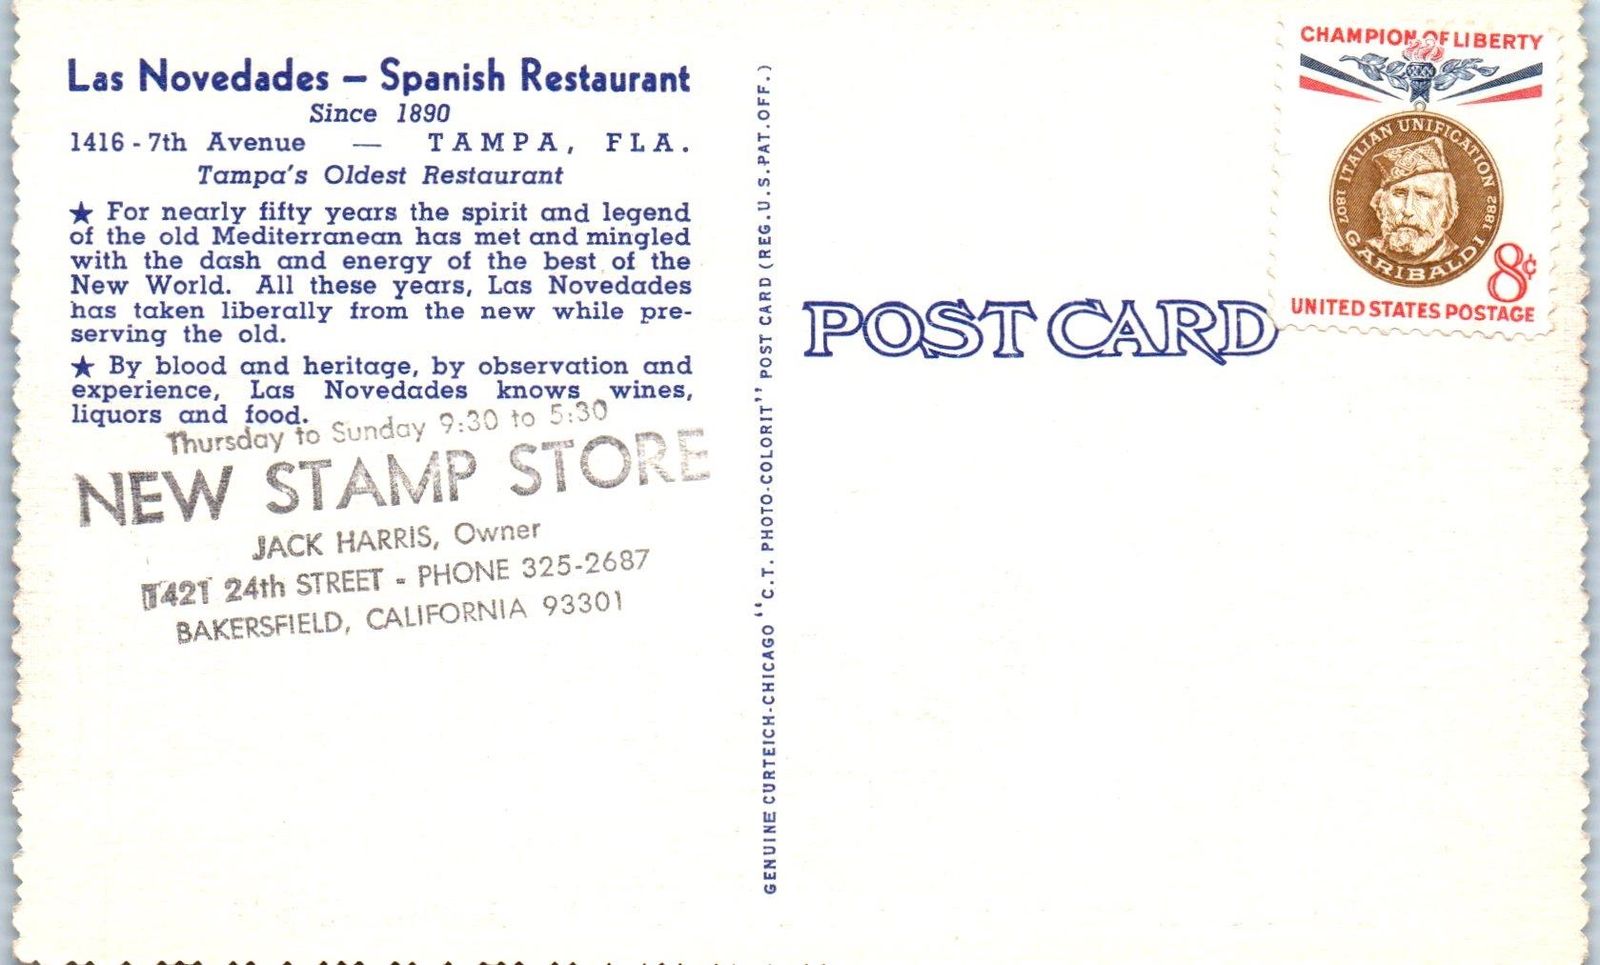 Las Novedades — Spanish Restaurant
Since 1890
1416 - 7th Avenue — TAMPA, FLA.
Tampa's Oldest Restaurant
★ For nearly fifty years the spirit and legend
of the old Mediterranean has met and mingled
with the dash and energy of the best of the
New World. All these years, Las Novedades
has taken liberally from the new while pre-
serving the old.
★ By blood and heritage, by observation and
experience, Las Novedades knows wines,
liquors and food.
Thursday to Sunday 9:30 to 5:30
NEW STAMP STORE
JACK HARRIS, Owner
1421 24th STREET - PHONE 325-2687
BAKERSFIELD, CALIFORNIA 93301
GENUINE CURTEICH-CHICAGO "C.T. PHOTO-COLORIT" POST CARD (REG. U.S. PAT. OFF.)
POST CARD
CHAMPION OF LIBERTY
1807 ITALIAN UNIFICATION 1882
GARIBALDI
8¢
UNITED STATES POSTAGE